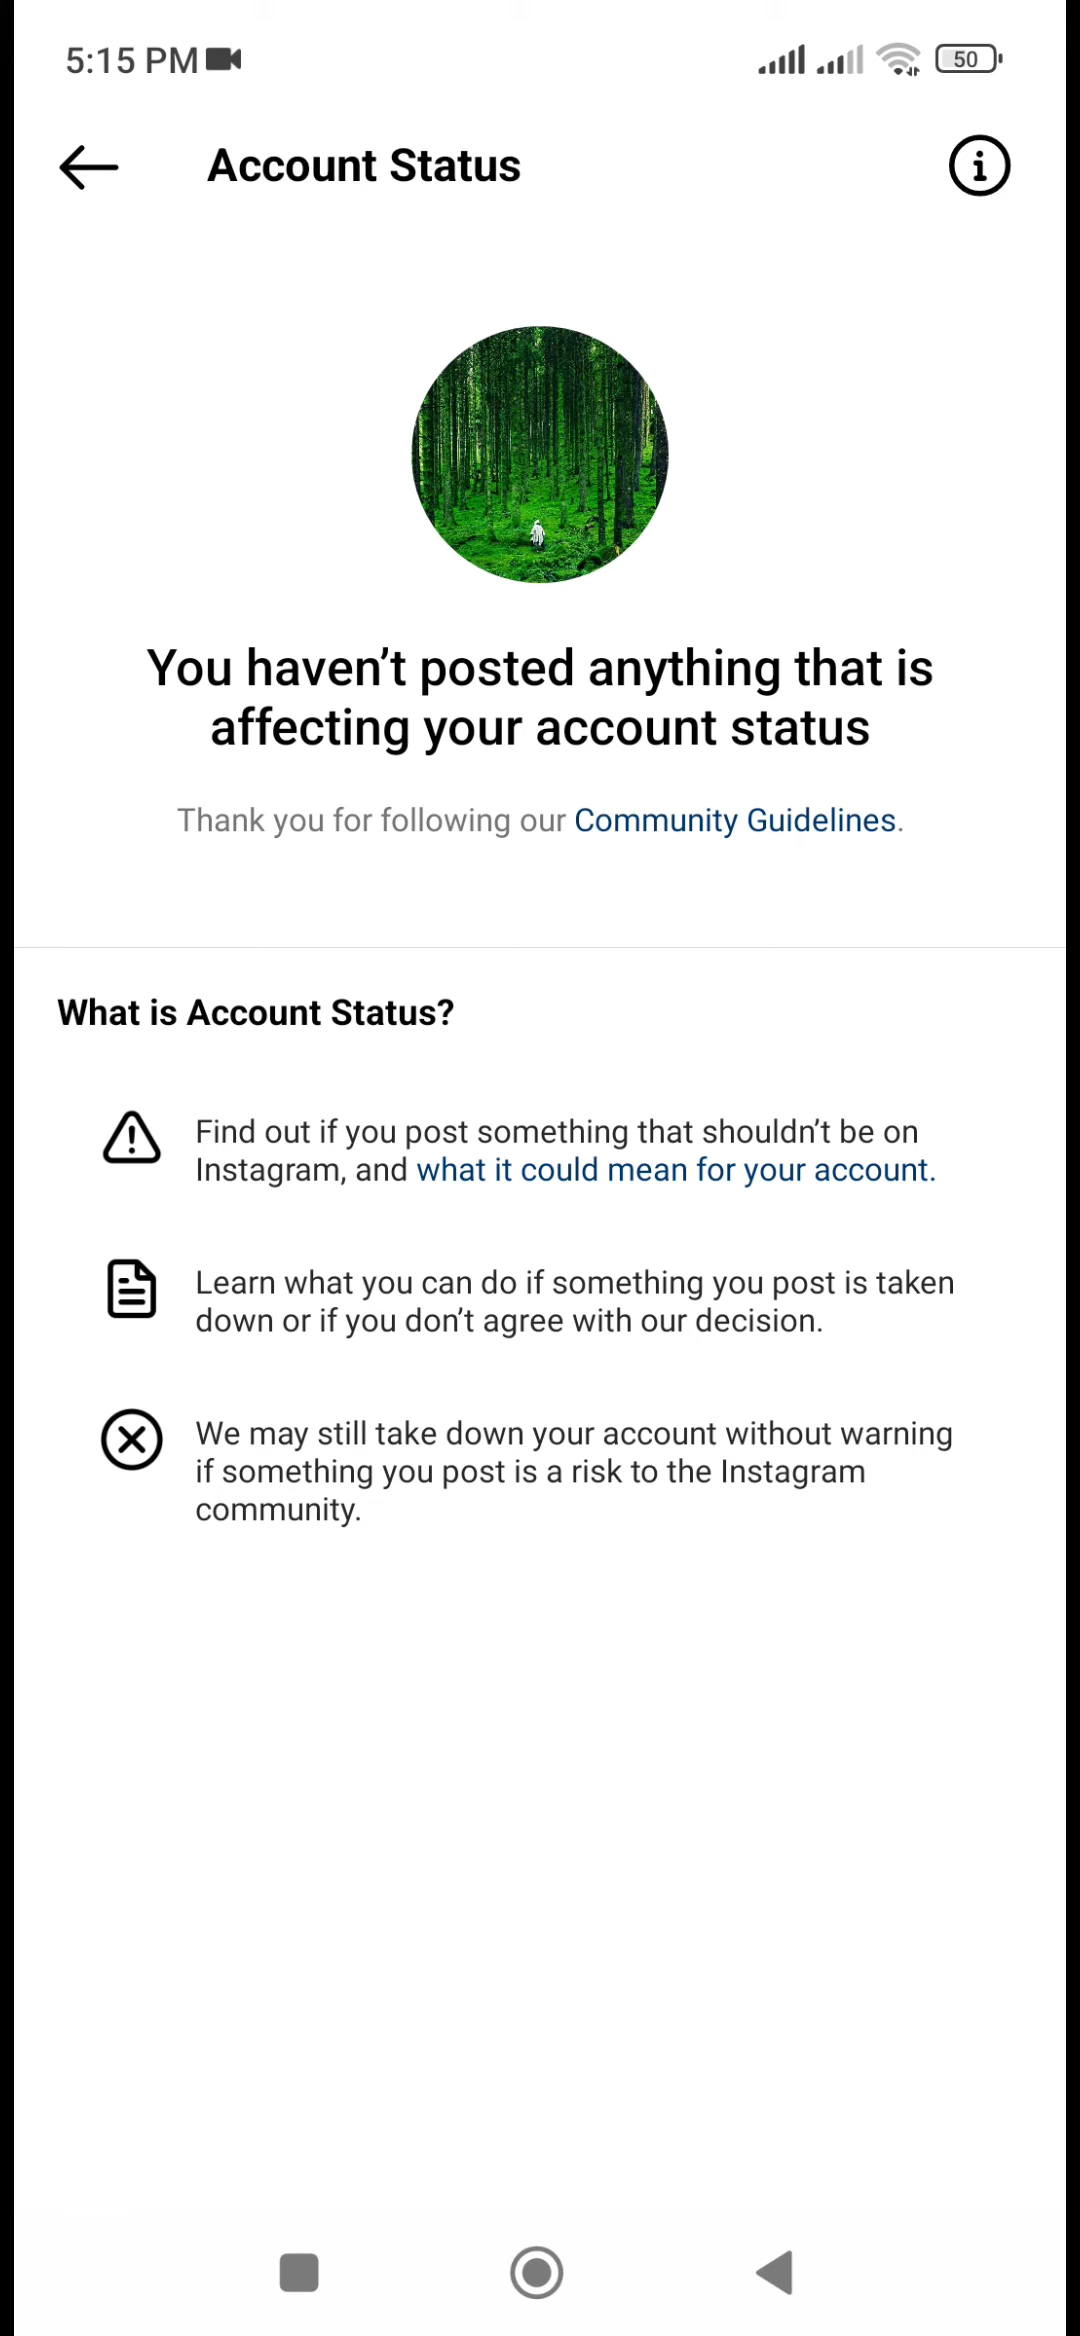 5:15 PM
50
Account Status
You haven’t posted anything that is
affecting your account status
Thank you for following our Community Guidelines.
What is Account Status?
Find out if you post something that shouldn’t be on
Instagram, and what it could mean for your account.
Learn what you can do if something you post is taken
down or if you don’t agree with our decision.
We may still take down your account without warning
if something you post is a risk to the Instagram
community.